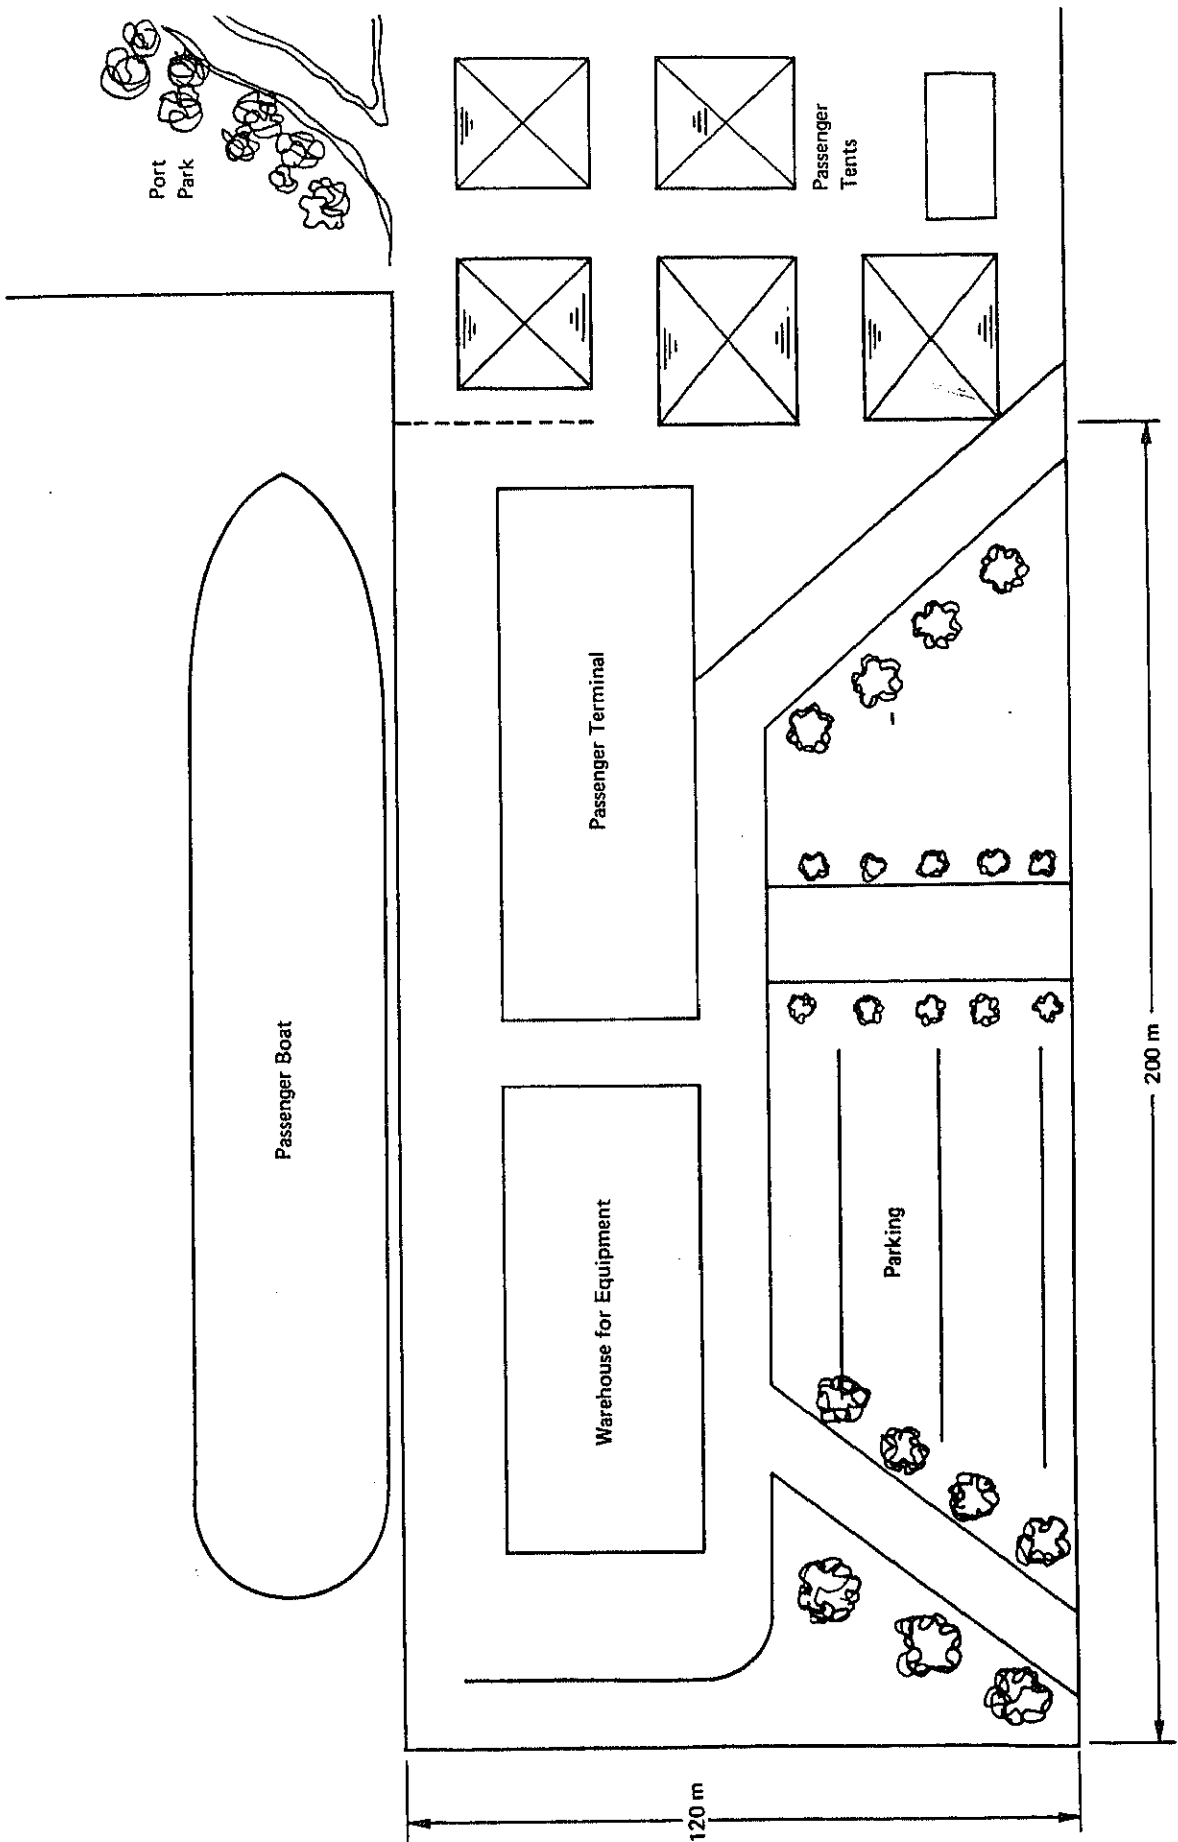 Port
Park
Passenger
Tents
Passenger Boat
Passenger Terminal
Warehouse for Equipment
Parking
200 m
120 m